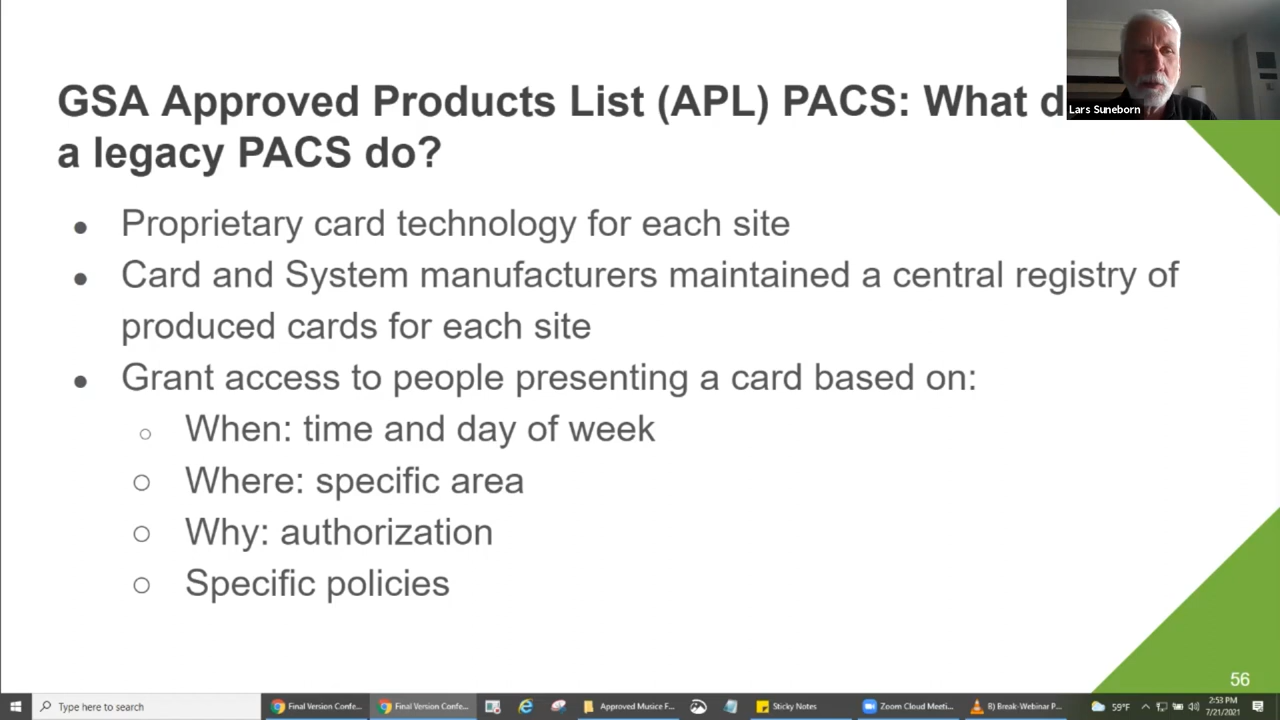 GSA Approved Products List (APL) PACS: What d
a legacy PACS do?
Lars Suneborn
● Proprietary card technology for each site
● Card and System manufacturers maintained a central registry of
produced cards for each site
● Grant access to people presenting a card based on:
○ When: time and day of week
○ Where: specific area
○ Why: authorization
○ Specific policies
56
Type here to search
Final Version Confe...
Final Version Confe...
Approved Musice F...
Sticky Notes
Zoom Cloud Meeti...
B) Break-Webinar P...
59°F
2:53 PM
7/21/2021